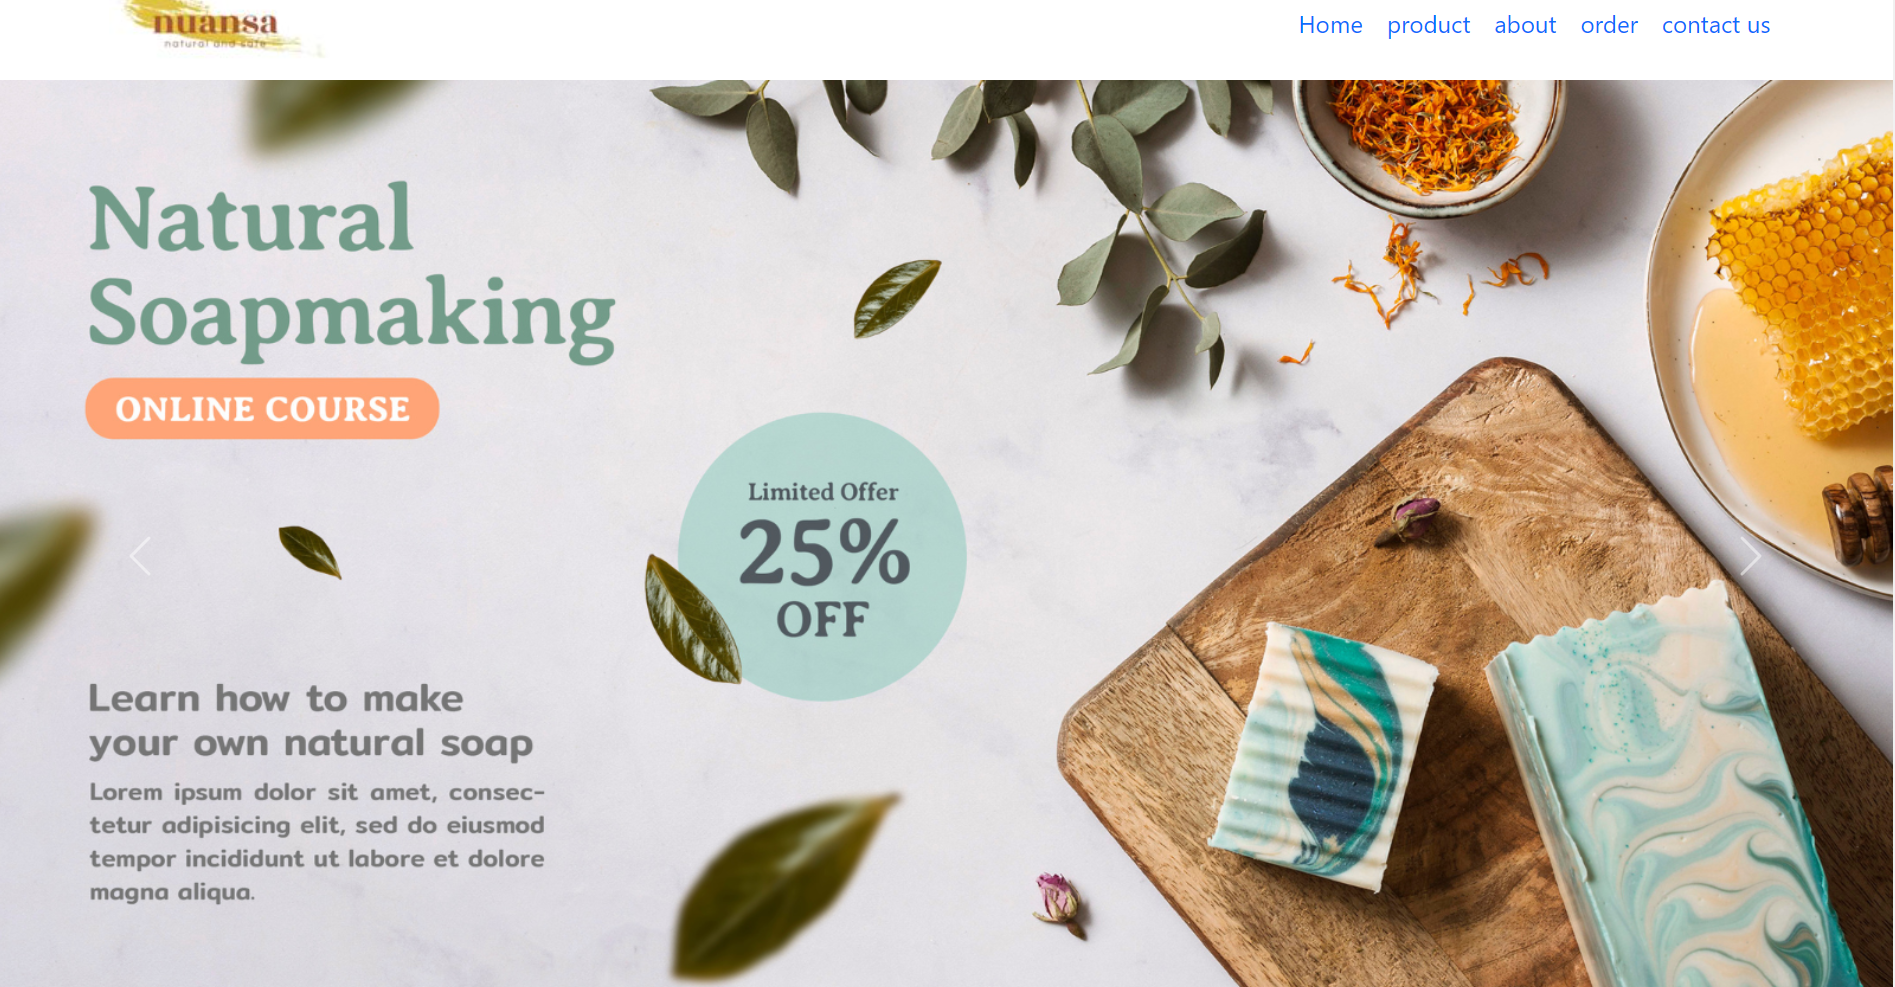 nuansa
natural and safe
Home product about order contact us
Natural
Soapmaking
ONLINE COURSE
Limited Offer
25%
OFF
Learn how to make
your own natural soap
Lorem ipsum dolor sit amet, consec-
tetur adipisicing elit, sed do eiusmod
tempor incididunt ut labore et dolore
magna aliqua.